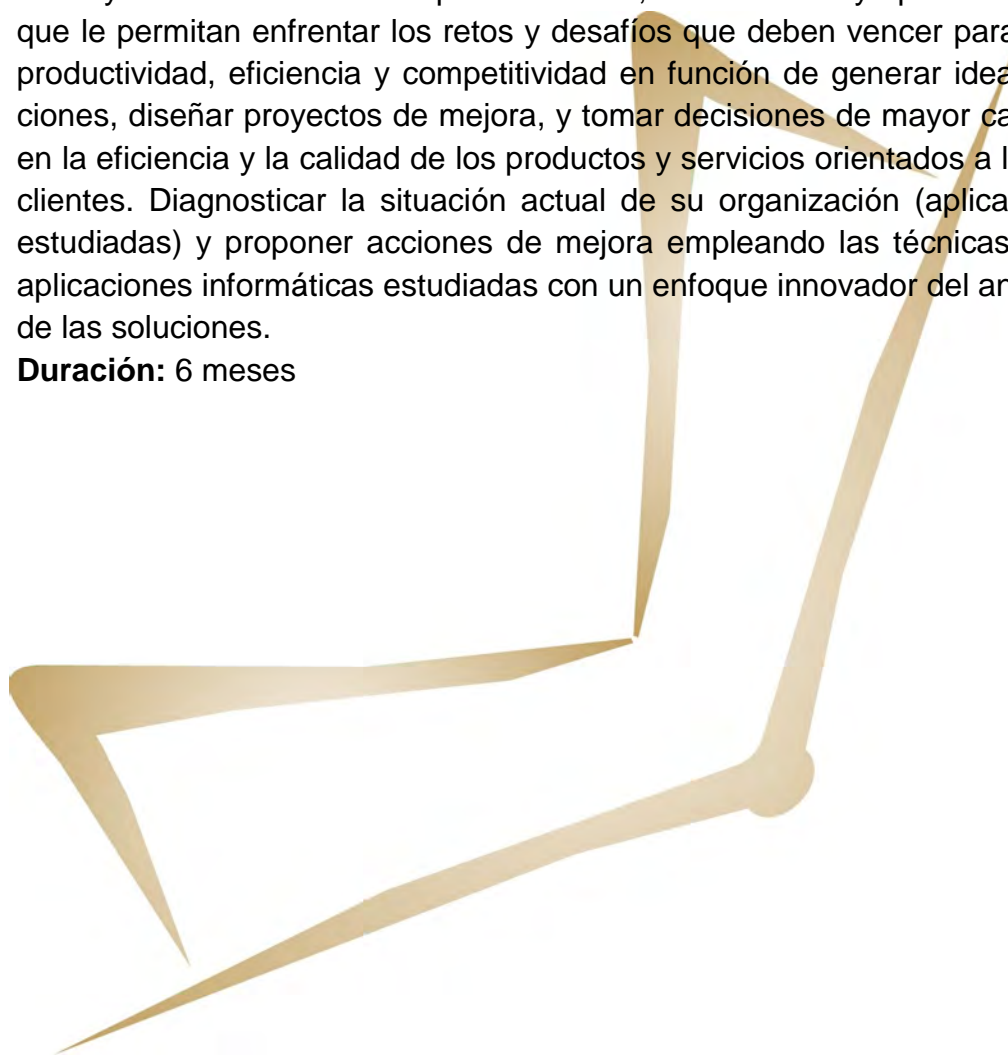 que le permitan enfrentar los retos y desafíos que deben vencer para
productividad, eficiencia y competitividad en función de generar idea
ciones, diseñar proyectos de mejora, y tomar decisiones de mayor ca
en la eficiencia y la calidad de los productos y servicios orientados a l
clientes. Diagnosticar la situación actual de su organización (aplica
estudiadas) y proponer acciones de mejora empleando las técnicas
aplicaciones informáticas estudiadas con un enfoque innovador del an
de las soluciones.
Duración: 6 meses